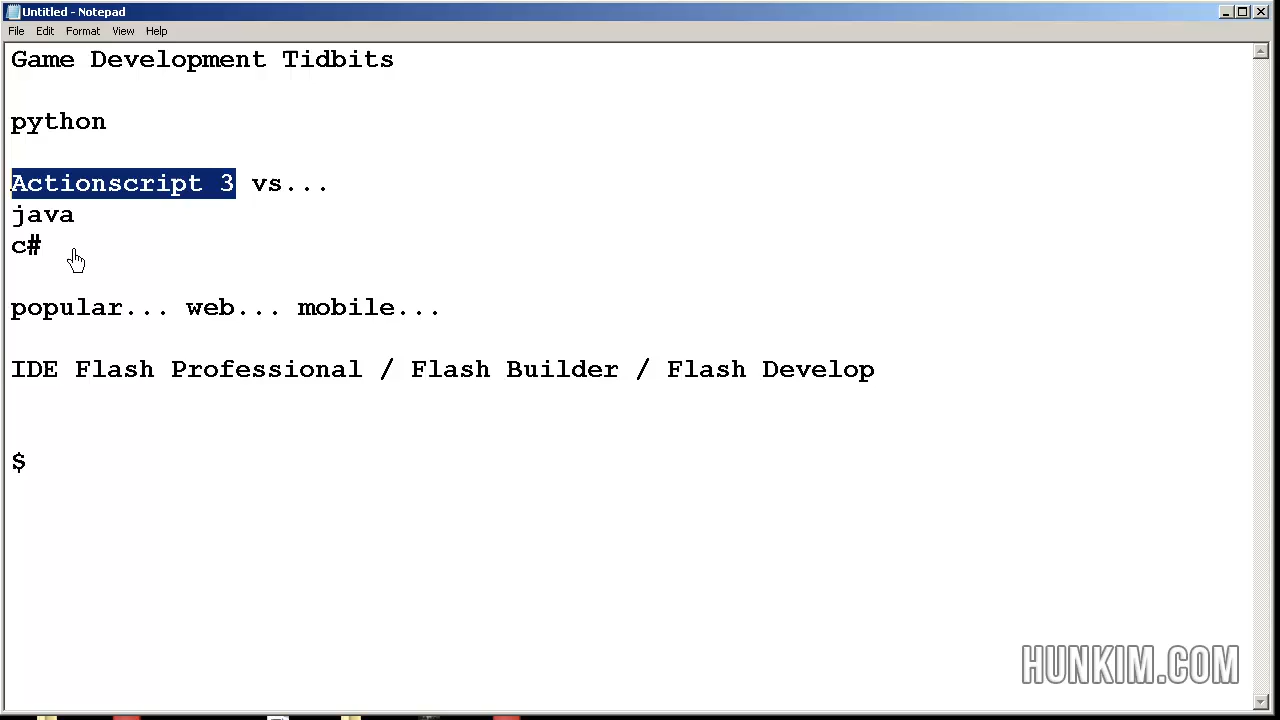 Untitled - Notepad
File Edit Format View Help
Game Development Tidbits
python
Actionscript 3 vs...
java
c#
popular... web... mobile...
IDE Flash Professional / Flash Builder / Flash Develop
$
HUNKIM.COM